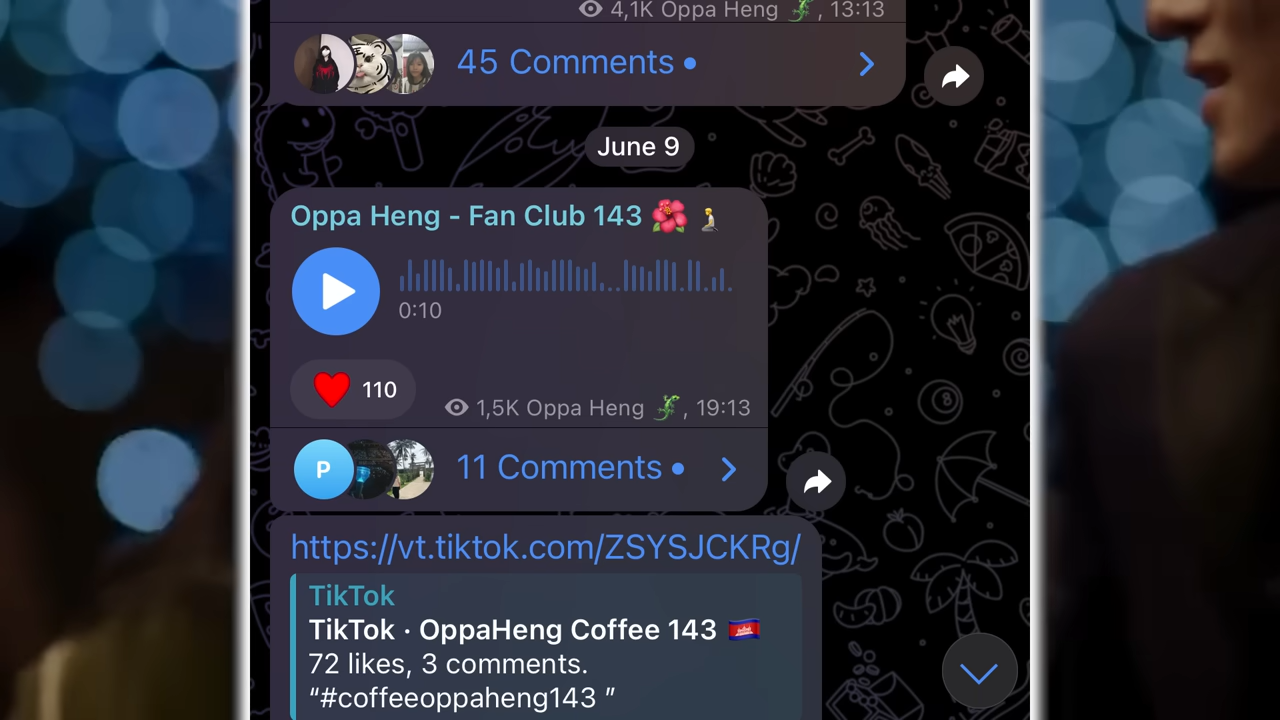 4,1K Oppa Heng 🦎, 13:13
45 Comments
June 9
Oppa Heng - Fan Club 143 🌺
0:10
❤️ 110
1,5K Oppa Heng 🦎, 19:13
P
11 Comments
https://vt.tiktok.com/ZSYSJCKRg/
TikTok
TikTok · OppaHeng Coffee 143 🇰🇭
72 likes, 3 comments.
“#coffeeoppaheng143 ”